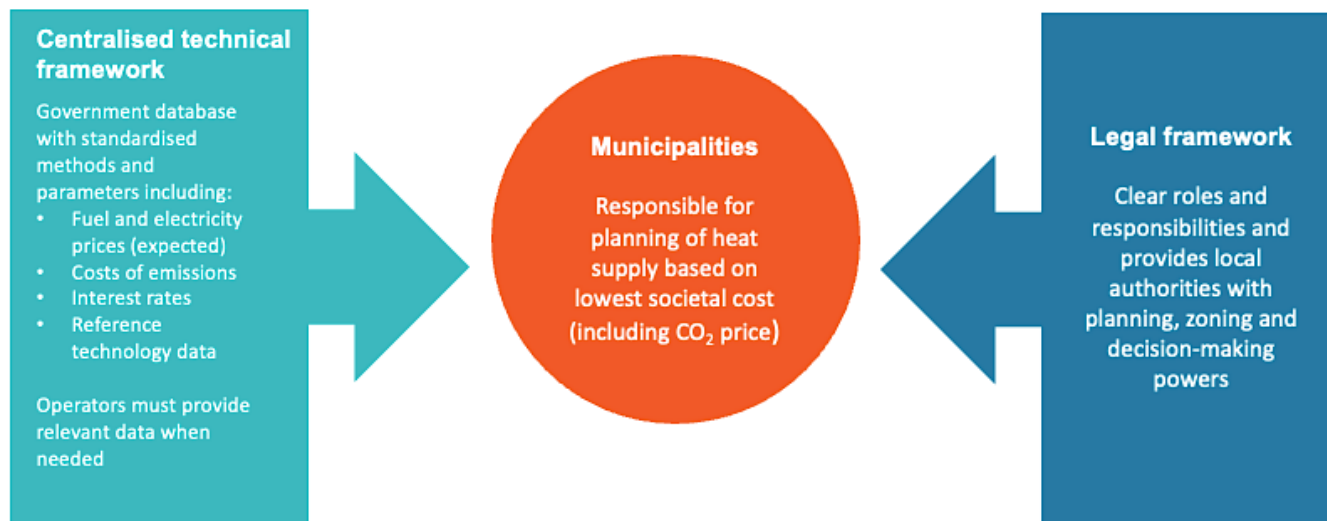 Centralised technical
framework
Government database
with standardised
methods and
parameters including:
• Fuel and electricity
prices (expected)
• Costs of emissions
• Interest rates
• Reference
technology data
Operators must provide
relevant data when
needed
Municipalities
Responsible for
planning of heat
supply based on
lowest societal cost
(including CO₂ price)
Legal framework
Clear roles and
responsibilities and
provides local
authorities with
planning, zoning and
decision-making
powers